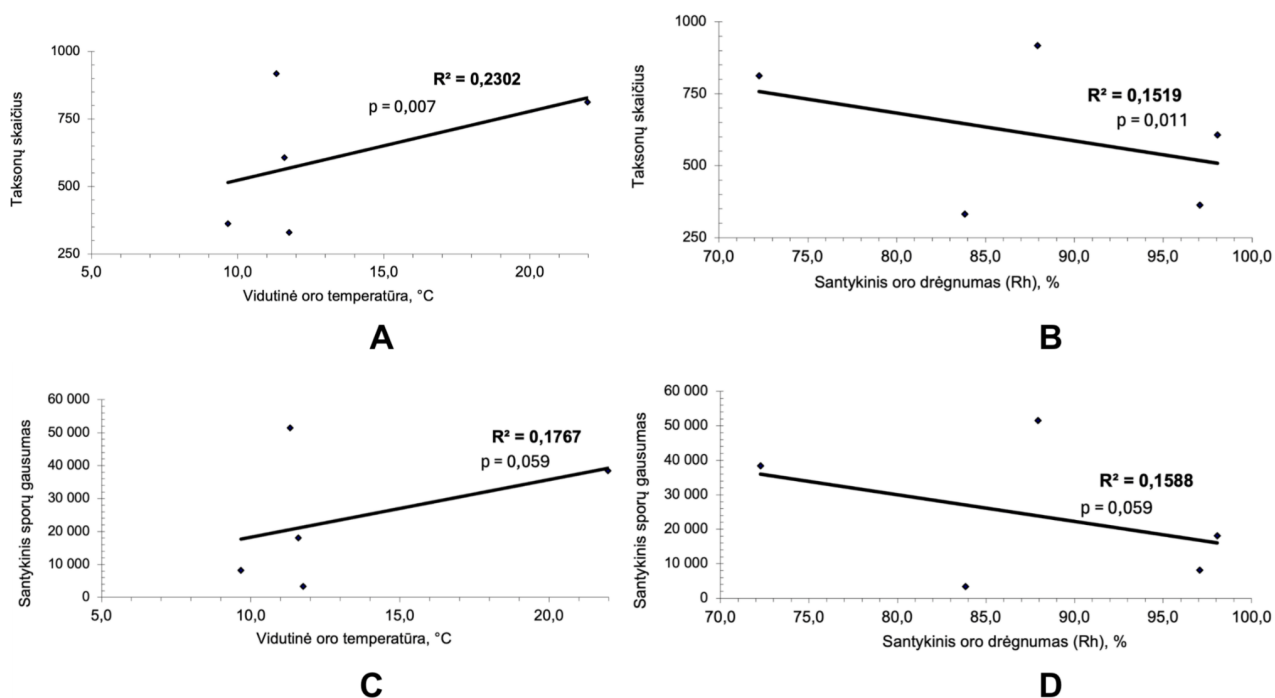 1000
750
500
250
Taksonų skaičius
R² = 0,2302
p = 0,007
5,0 10,0 15,0 20,0
Vidutinė oro temperatūra, °C
A
1000
750
500
250
Taksonų skaičius
R² = 0,1519
p = 0,011
70,0 75,0 80,0 85,0 90,0 95,0 100,0
Santykinis oro drėgnumas (Rh), %
B
60 000
50 000
40 000
30 000
20 000
10 000
0
Santykinis sporų gausumas
R² = 0,1767
p = 0,059
5,0 10,0 15,0 20,0
Vidutinė oro temperatūra, °C
C
60 000
50 000
40 000
30 000
20 000
10 000
0
Santykinis sporų gausumas
R² = 0,1588
p = 0,059
70,0 75,0 80,0 85,0 90,0 95,0 100,0
Santykinis oro drėgnumas (Rh), %
D